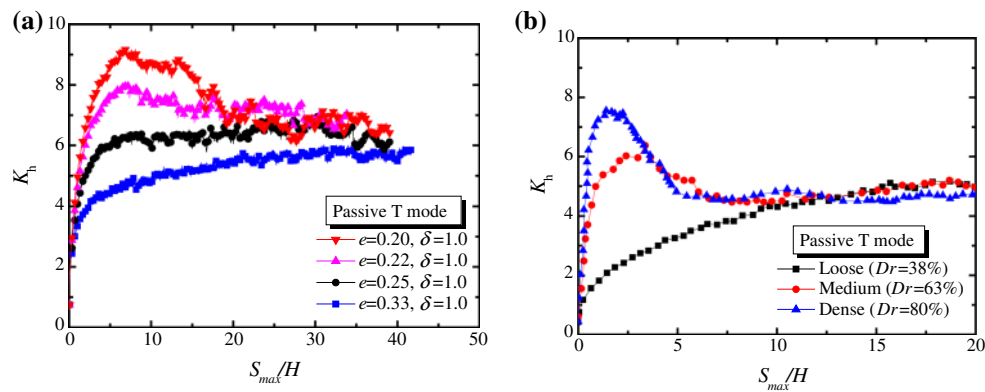 (a)
10
8
6
4
2
0
K_h
0 10 20 30 40 50
S_max/H
Passive T mode
e=0.20, δ=1.0
e=0.22, δ=1.0
e=0.25, δ=1.0
e=0.33, δ=1.0
(b)
10
8
6
4
2
0
K_h
0 5 10 15 20
S_max/H
Passive T mode
Loose (Dr=38%)
Medium (Dr=63%)
Dense (Dr=80%)